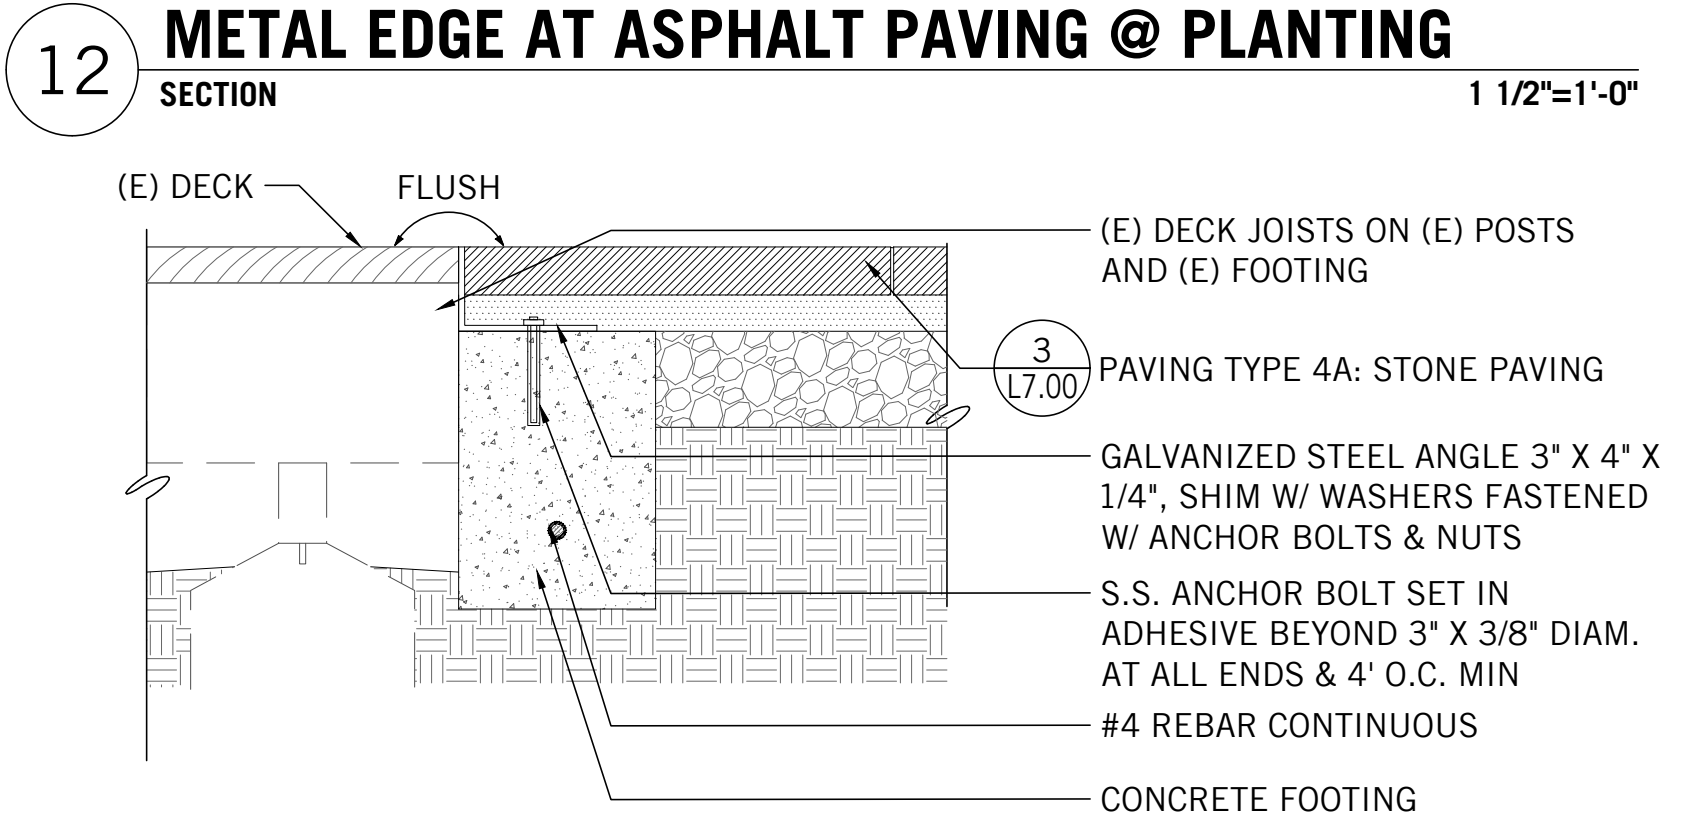 12
METAL EDGE AT ASPHALT PAVING @ PLANTING
SECTION
1 1/2"=1'-0"
(E) DECK
FLUSH
(E) DECK JOISTS ON (E) POSTS
AND (E) FOOTING
3
L7.00
PAVING TYPE 4A: STONE PAVING
GALVANIZED STEEL ANGLE 3" X 4" X
1/4", SHIM W/ WASHERS FASTENED
W/ ANCHOR BOLTS & NUTS
S.S. ANCHOR BOLT SET IN
ADHESIVE BEYOND 3" X 3/8" DIAM.
AT ALL ENDS & 4' O.C. MIN
#4 REBAR CONTINUOUS
CONCRETE FOOTING